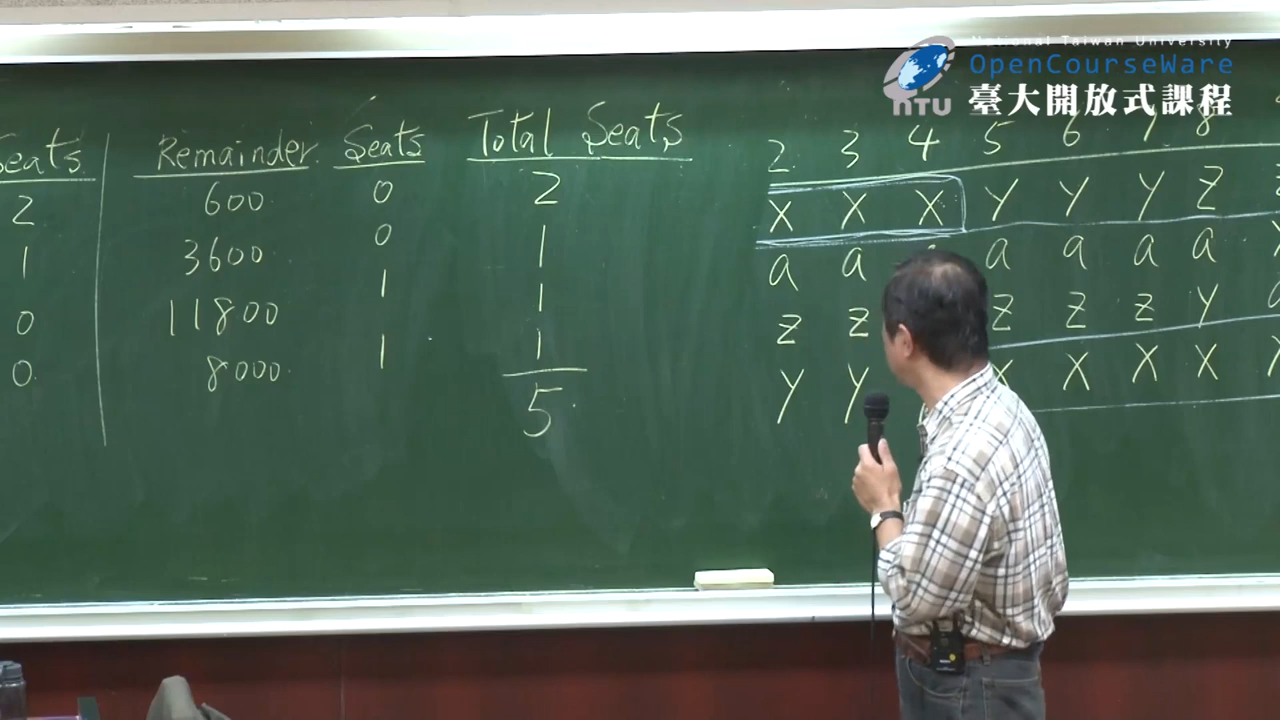 National Taiwan University
OpenCourseWare
臺大開放式課程
NTU
Seats Remainder Seats Total Seats
2 600 0 2
1 3600 0 1
0 11800 1 1
0 8000 1 1
5
2 3 4 5 6 7 8
X X X Y Y Y Z
a a a a a a
z z z z z y
y y X X X X